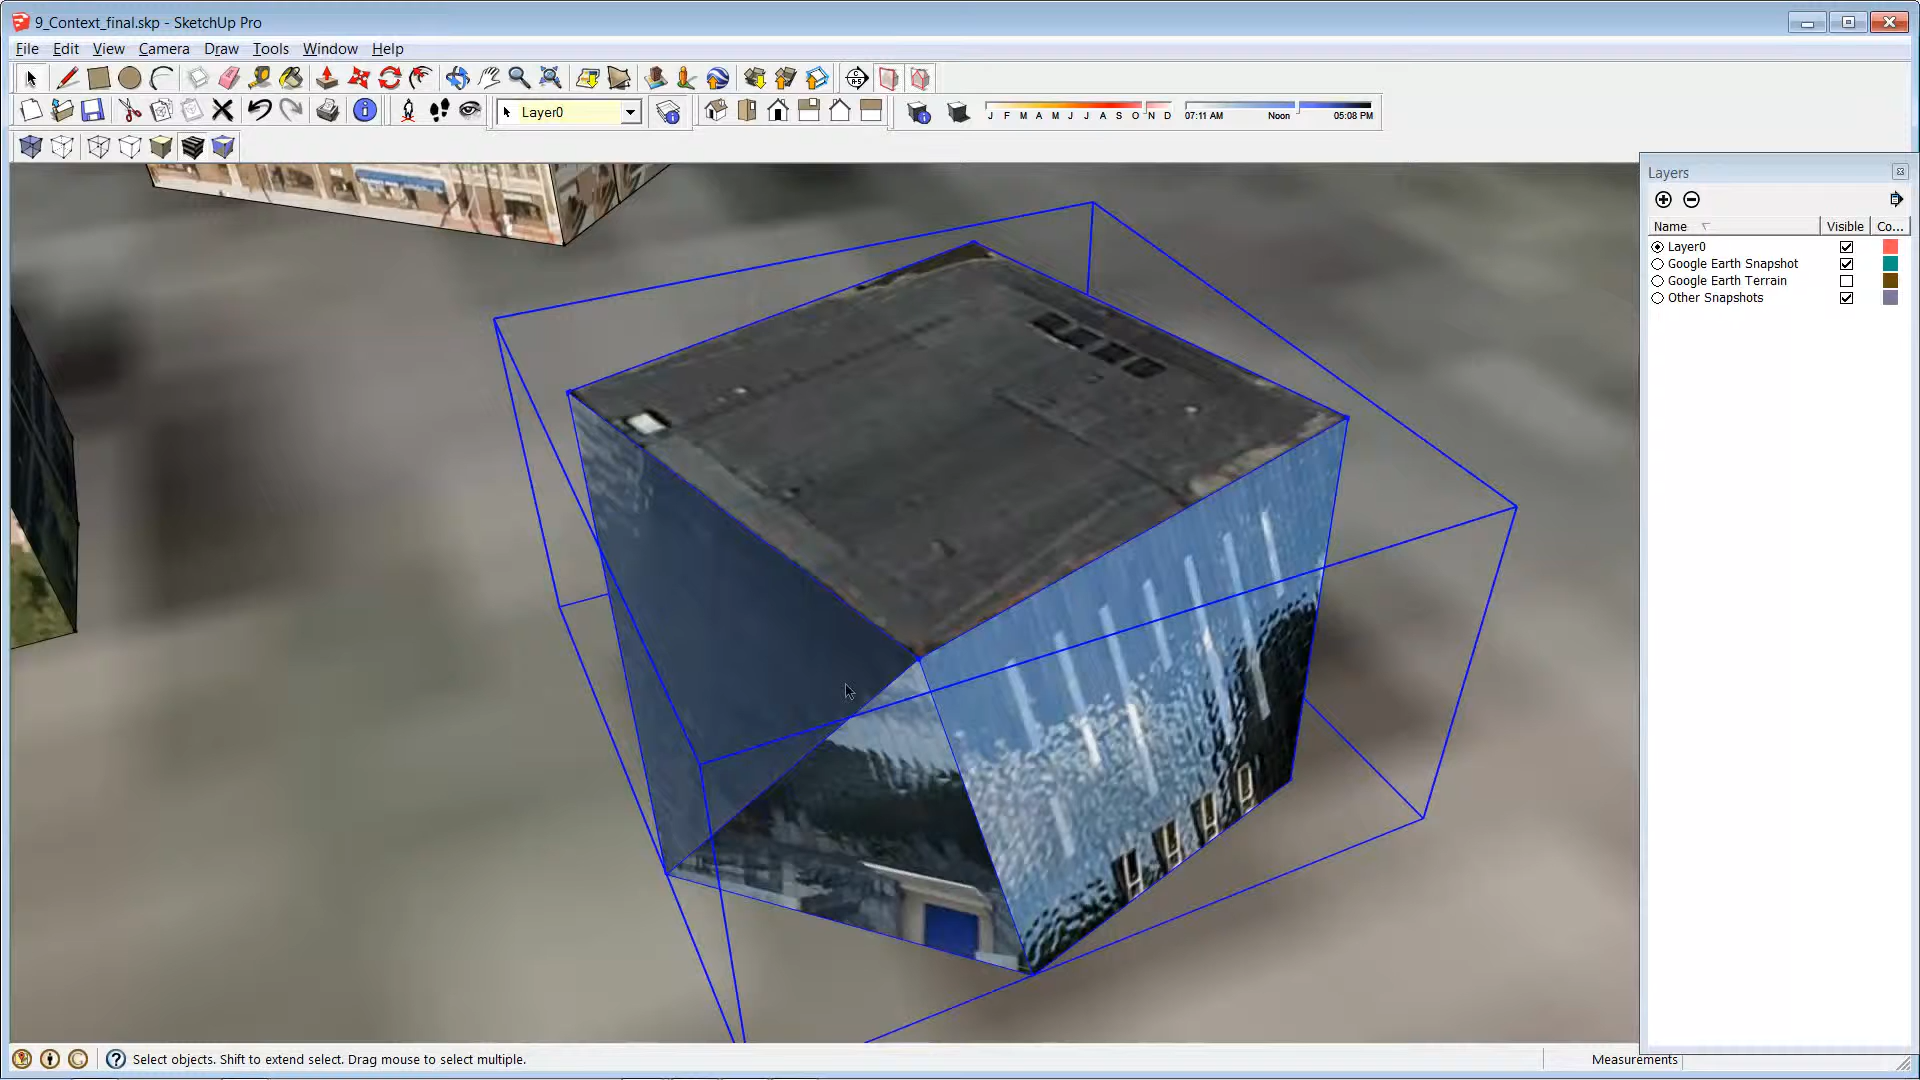 9_Context_final.skp - SketchUp Pro
File Edit View Camera Draw Tools Window Help
Layer0
J F M A M J J A S O N D
07:11 AM Noon 05:08 PM
Layers
Name Visible Co...
Layer0
Google Earth Snapshot
Google Earth Terrain
Other Snapshots
Select objects. Shift to extend select. Drag mouse to select multiple.
Measurements